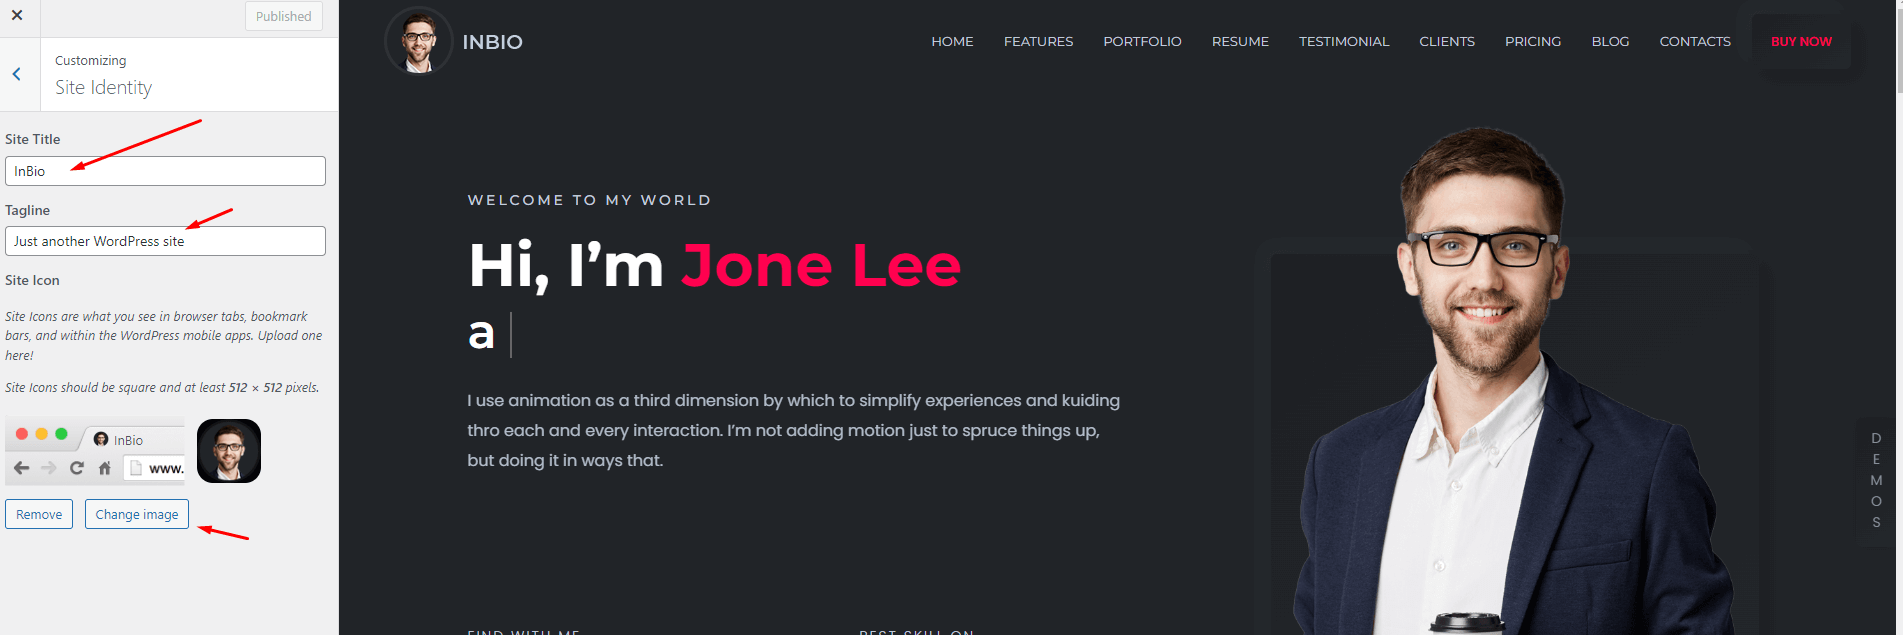 Published
Customizing
Site Identity
Site Title
InBio
Tagline
Just another WordPress site
Site Icon
Site Icons are what you see in browser tabs, bookmark
bars, and within the WordPress mobile apps. Upload one
here!
Site Icons should be square and at least 512 × 512 pixels.
InBio
www.
Remove
Change image
INBIO
HOME
FEATURES
PORTFOLIO
RESUME
TESTIMONIAL
CLIENTS
PRICING
BLOG
CONTACTS
BUY NOW
WELCOME TO MY WORLD
Hi, I’m Jone Lee
a
I use animation as a third dimension by which to simplify experiences and kuiding
thro each and every interaction. I’m not adding motion just to spruce things up,
but doing it in ways that.
DEMOS
FIND WITH ME
BEST SKILL ON